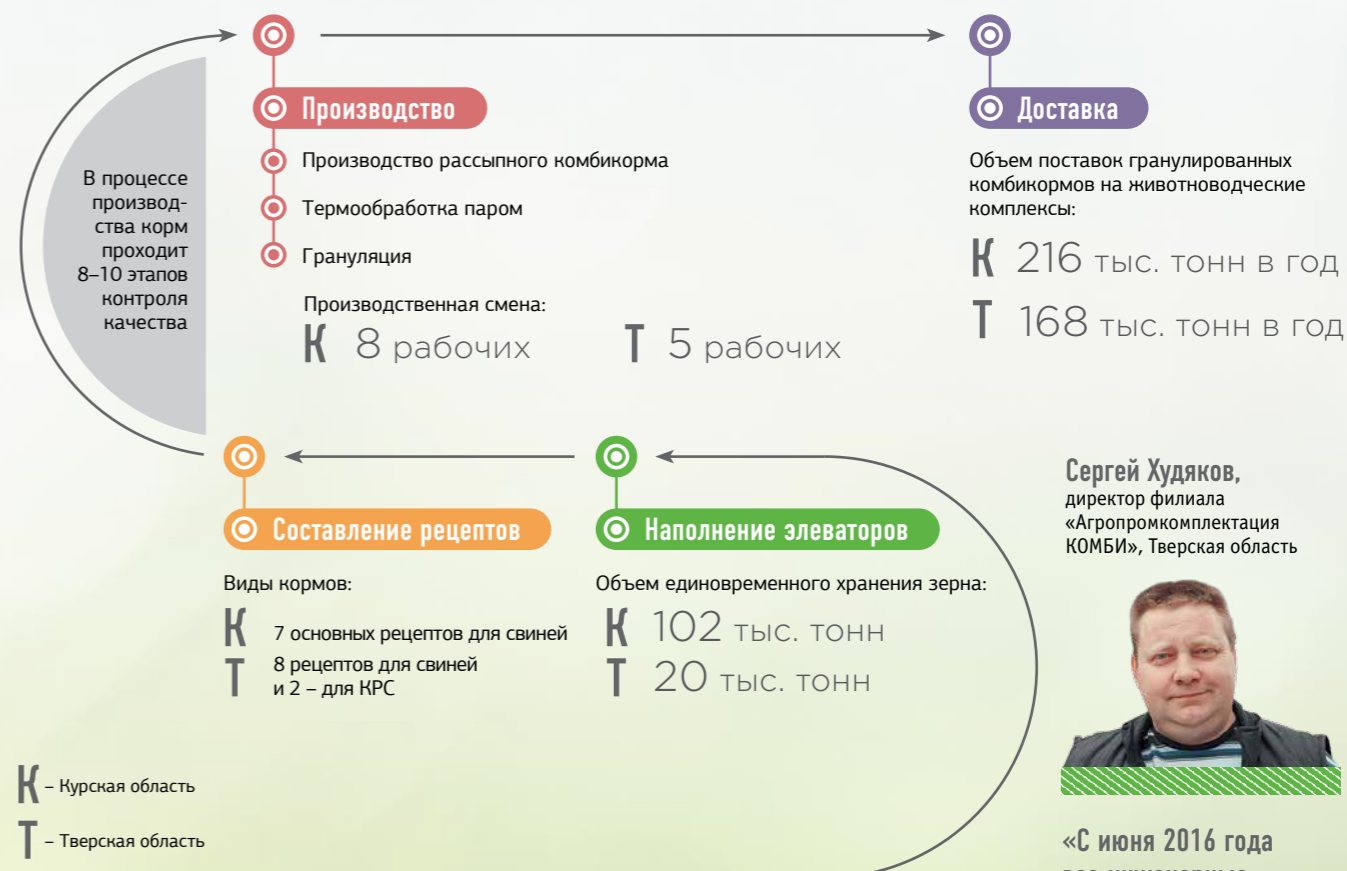 В процессе
производ-
ства корм
проходит
8–10 этапов
контроля
качества
Производство
Производство рассыпного комбикорма
Термообработка паром
Грануляция
Производственная смена:
К 8 рабочих
Т 5 рабочих
Доставка
Объем поставок гранулированных
комбикормов на животноводческие
комплексы:
К 216 тыс. тонн в год
Т 168 тыс. тонн в год
Составление рецептов
Виды кормов:
К 7 основных рецептов для свиней
Т 8 рецептов для свиней
и 2 – для КРС
Наполнение элеваторов
Объем единовременного хранения зерна:
К 102 тыс. тонн
Т 20 тыс. тонн
Сергей Худяков,
директор филиала
«Агропромкомплектация
КОМБИ», Тверская область
К – Курская область
Т – Тверская область
«С июня 2016 года